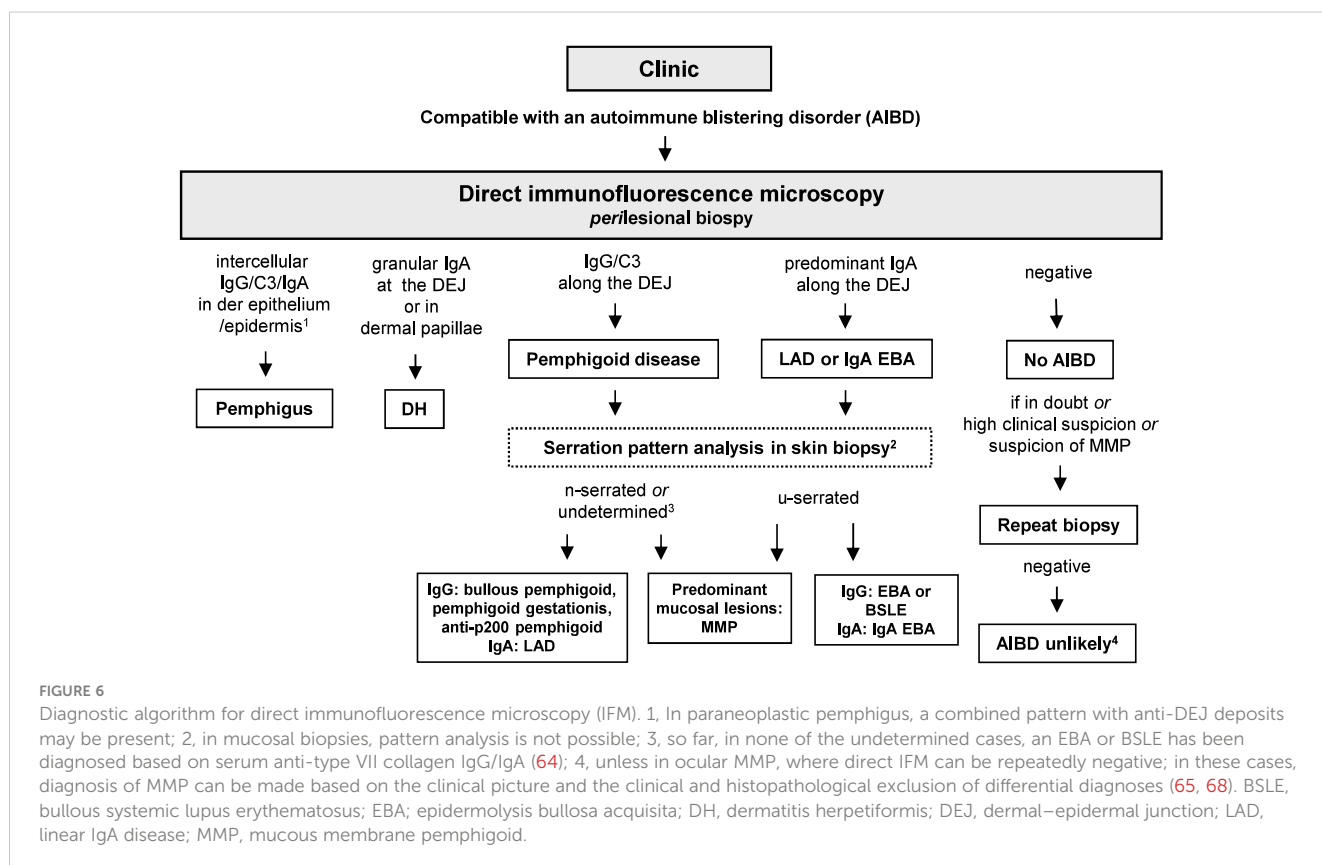 Clinic
Compatible with an autoimmune blistering disorder (AIBD)
Direct immunofluorescence microscopy
perilesional biospy
intercellular
IgG/C3/IgA
in der epithelium
/epidermis1
granular IgA
at the DEJ
or in
dermal papillae
IgG/C3
along the DEJ
predominant IgA
along the DEJ
negative
Pemphigus
DH
Pemphigoid disease
LAD or IgA EBA
No AIBD
Serration pattern analysis in skin biopsy2
if in doubt or
high clinical suspicion or
suspicion of MMP
n-serrated or
undetermined3
u-serrated
Repeat biopsy
negative
IgG: bullous pemphigoid,
pemphigoid gestationis,
anti-p200 pemphigoid
IgA: LAD
Predominant
mucosal lesions:
MMP
IgG: EBA or
BSLE
IgA: IgA EBA
AIBD unlikely4
FIGURE 6
Diagnostic algorithm for direct immunofluorescence microscopy (IFM). 1, In paraneoplastic pemphigus, a combined pattern with anti-DEJ deposits
may be present; 2, in mucosal biopsies, pattern analysis is not possible; 3, so far, in none of the undetermined cases, an EBA or BSLE has been
diagnosed based on serum anti-type VII collagen IgG/IgA (64); 4, unless in ocular MMP, where direct IFM can be repeatedly negative; in these cases,
diagnosis of MMP can be made based on the clinical picture and the clinical and histopathological exclusion of differential diagnoses (65, 68). BSLE,
bullous systemic lupus erythematosus; EBA; epidermolysis bullosa acquisita; DH, dermatitis herpetiformis; DEJ, dermal–epidermal junction; LAD,
linear IgA disease; MMP, mucous membrane pemphigoid.